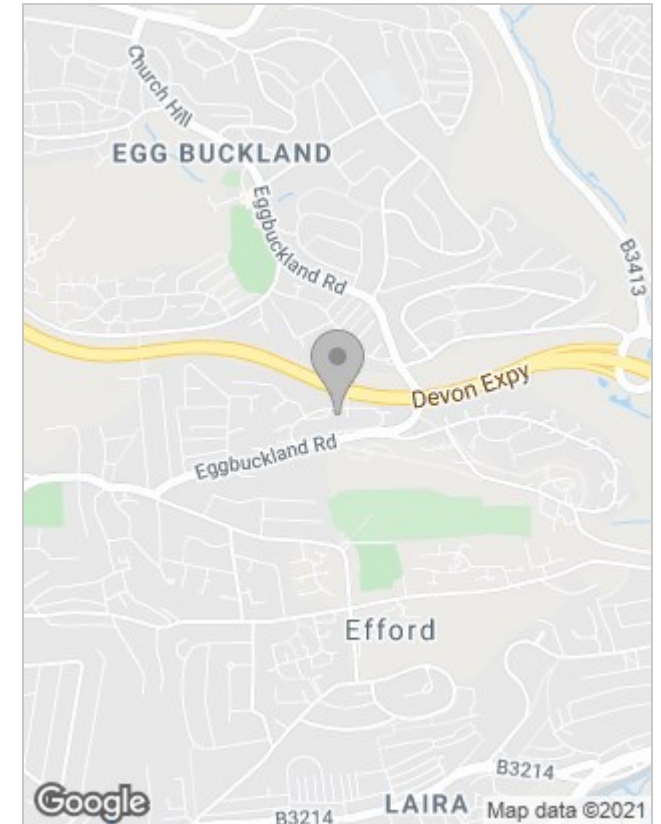 Church Hill
EGG BUCKLAND
Eggbuckland Rd
B3413
Devon Expy
Eggbuckland Rd
Efford
B3214
B3214
LAIRA
Google
Map data ©2021